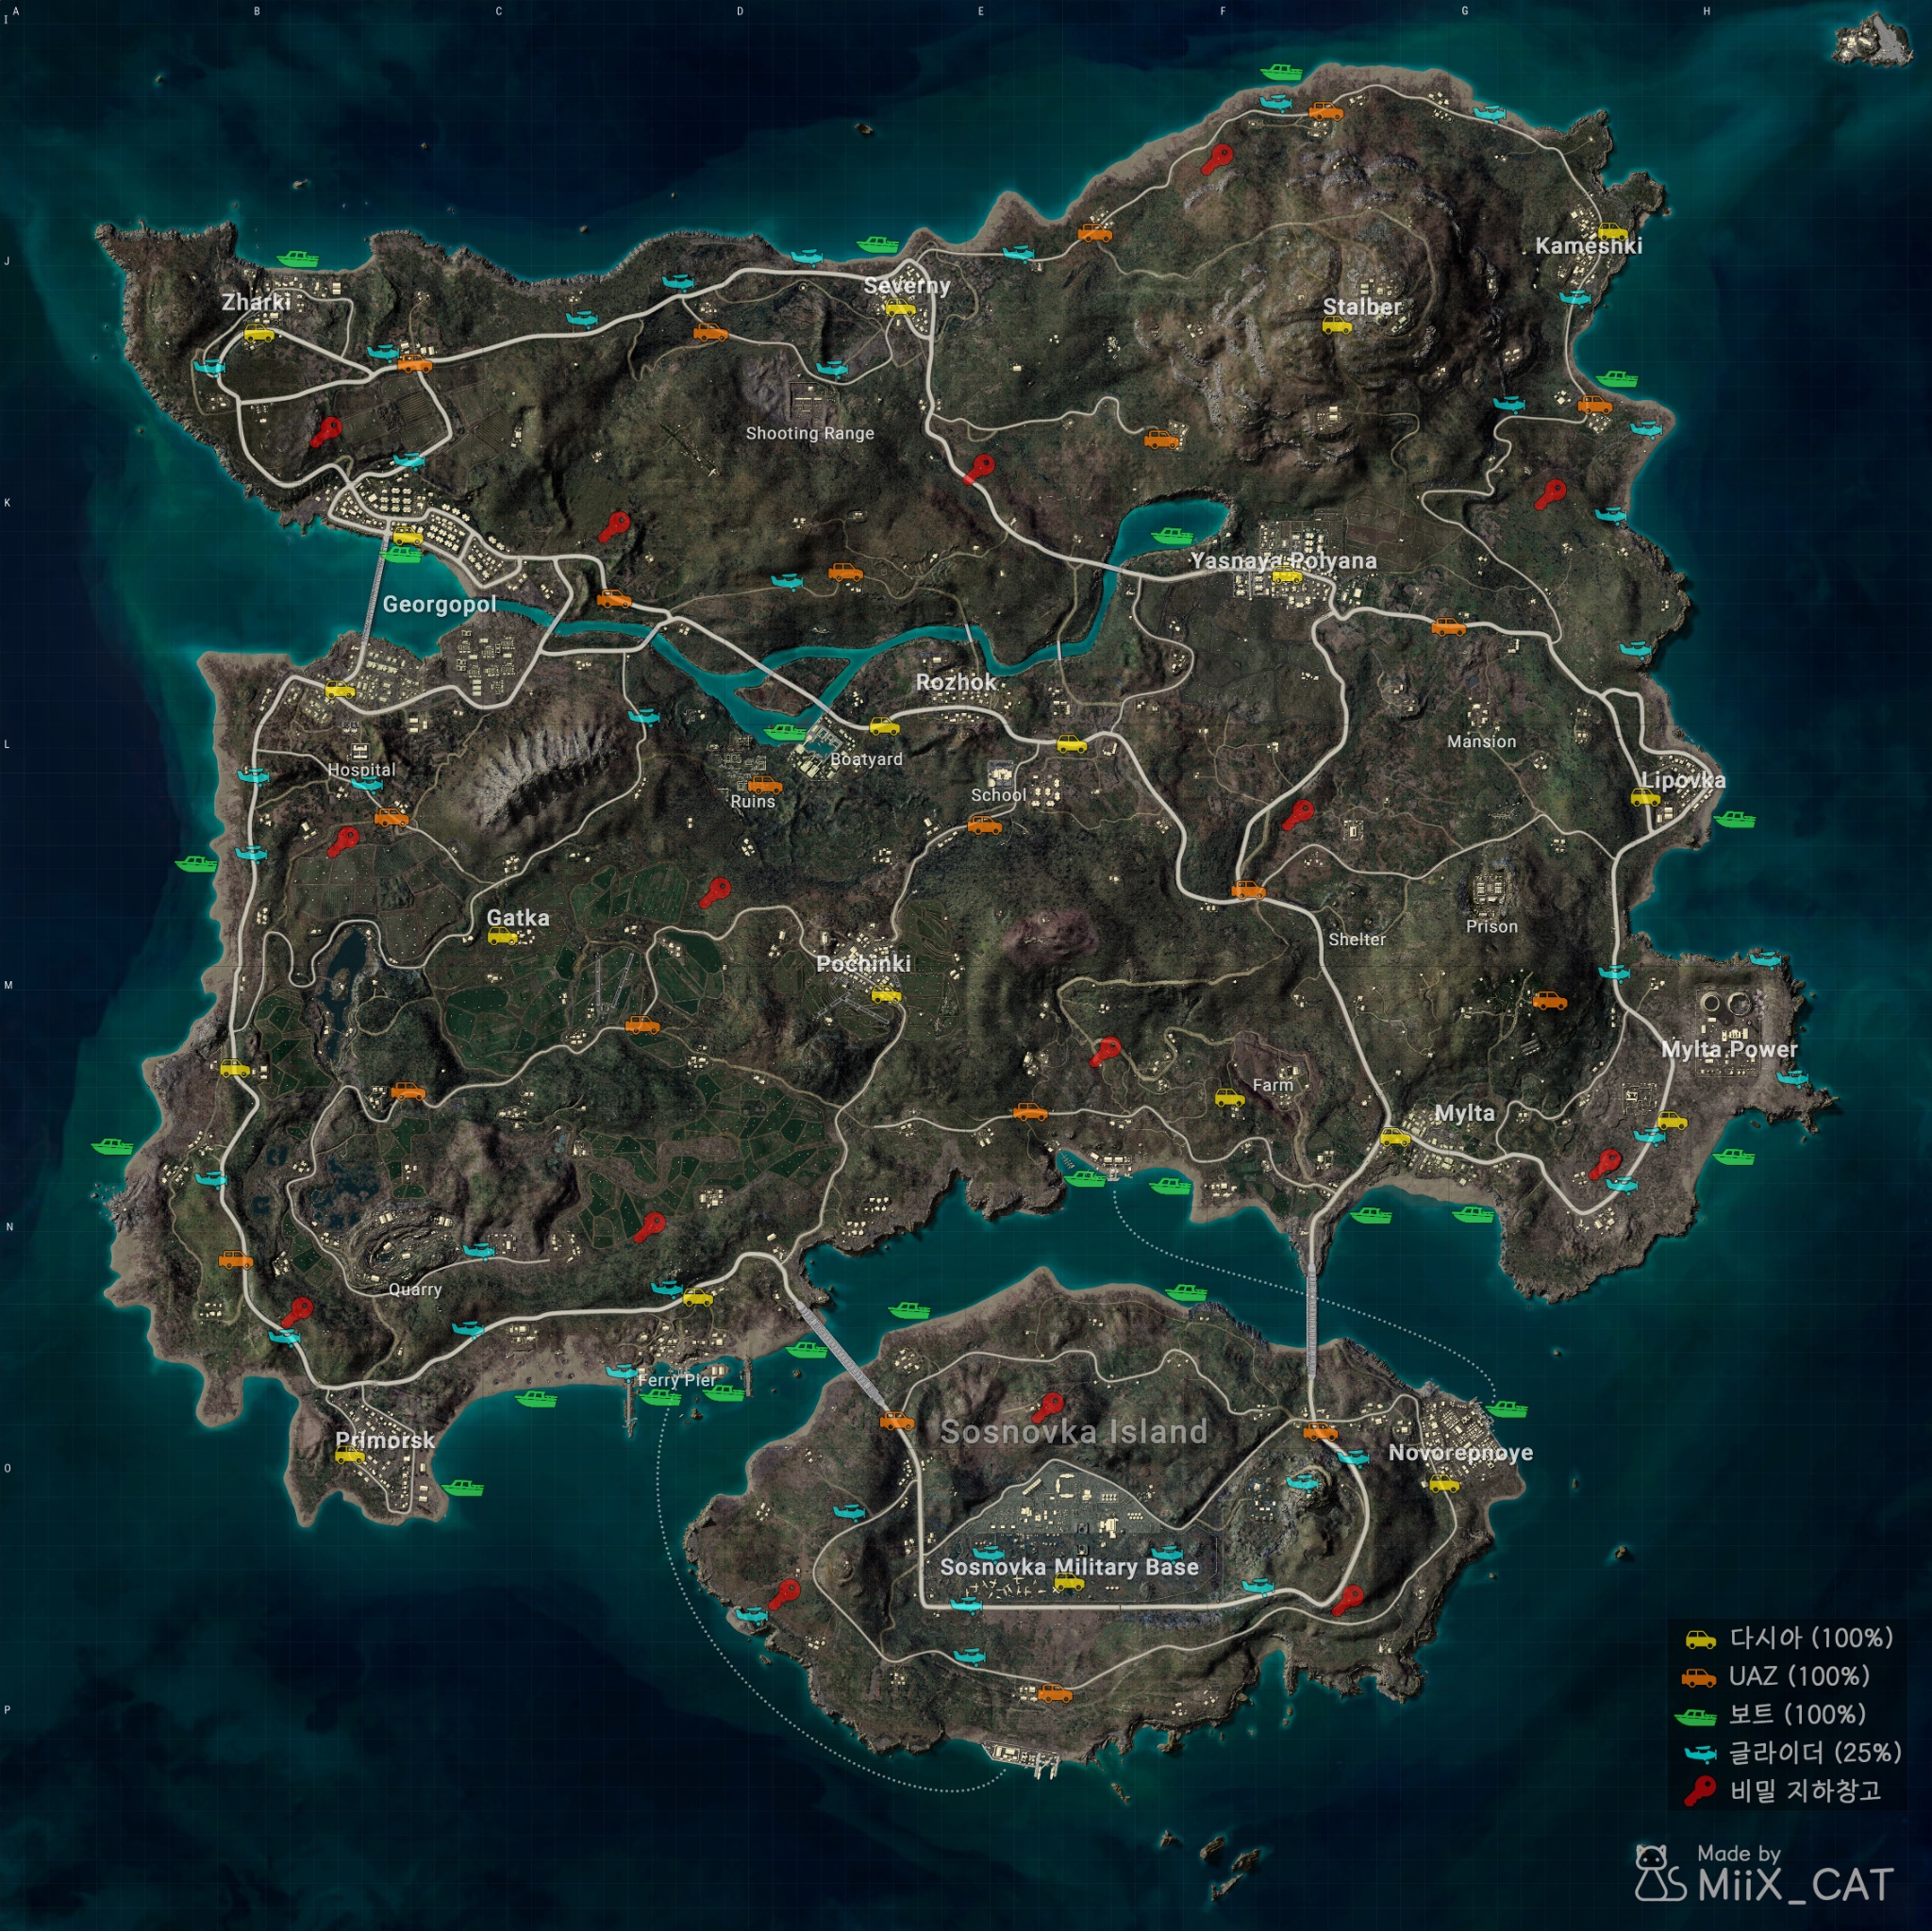 A
B
C
D
E
F
G
H
I
J
Kameshki
Zharki
Severny
Stalber
Shooting Range
K
Yasnaya Polyana
Georgopol
Rozhok
L
Mansion
Hospital
Boatyard
Lipovka
Ruins
School
Gatka
Prison
Shelter
Pochinki
M
Mylta Power
Farm
Mylta
N
Quarry
Ferry Pier
Sosnovka Island
Primorsk
Novorepnoye
O
Sosnovka Military Base
P
다시아 (100%)
UAZ (100%)
보트 (100%)
글라이더 (25%)
비밀 지하창고
Made by
MiiX_CAT